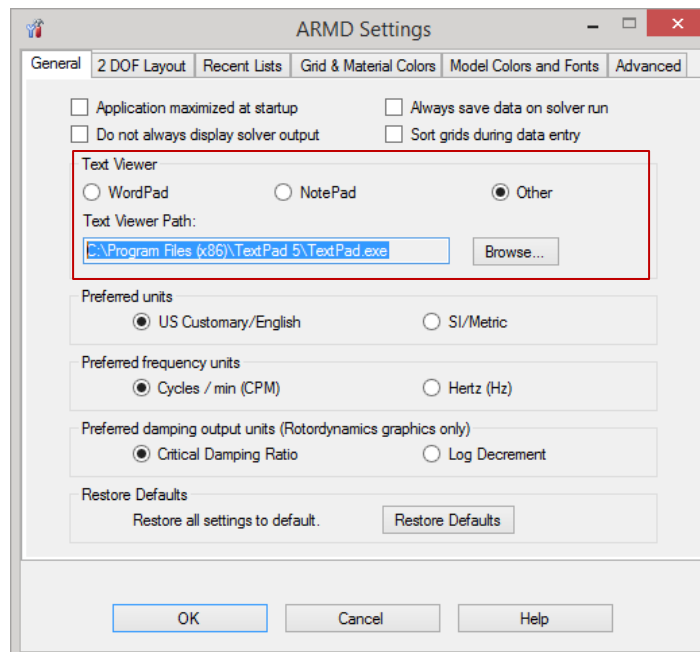 ARMD Settings
General 2 DOF Layout Recent Lists Grid & Material Colors Model Colors and Fonts Advanced
Application maximized at startup Always save data on solver run
Do not always display solver output Sort grids during data entry
Text Viewer
WordPad NotePad Other
Text Viewer Path:
C:\Program Files (x86)\TextPad 5\TextPad.exe Browse...
Preferred units
US Customary/English SI/Metric
Preferred frequency units
Cycles / min (CPM) Hertz (Hz)
Preferred damping output units (Rotordynamics graphics only)
Critical Damping Ratio Log Decrement
Restore Defaults
Restore all settings to default. Restore Defaults
OK Cancel Help